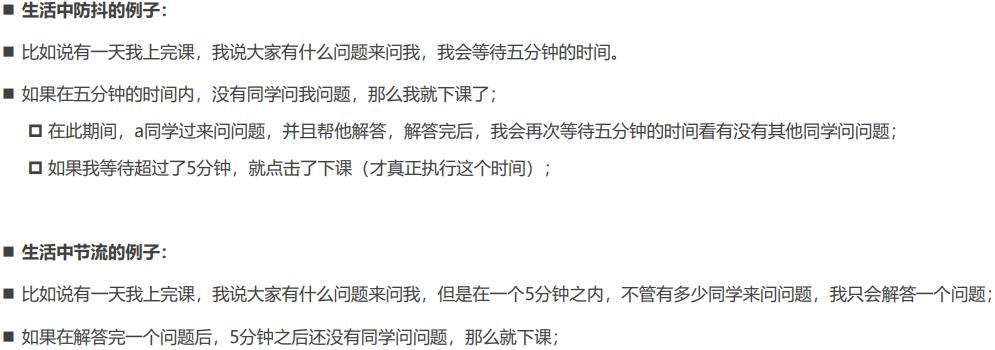 生活中防抖的例子：
比如说有一天我上完课，我说大家有什么问题来问我，我会等待五分钟的时间。
如果在五分钟的时间内，没有同学问我问题，那么我就下课了；
在此期间，a同学过来问问题，并且帮他解答，解答完后，我会再次等待五分钟的时间看有没有其他同学问问题；
如果我等待超过了5分钟，就点击了下课（才真正执行这个时间）；
生活中节流的例子：
比如说有一天我上完课，我说大家有什么问题来问我，但是在一个5分钟之内，不管有多少同学来问问题，我只会解答一个问题；
如果在解答完一个问题后，5分钟之后还没有同学问问题，那么就下课；